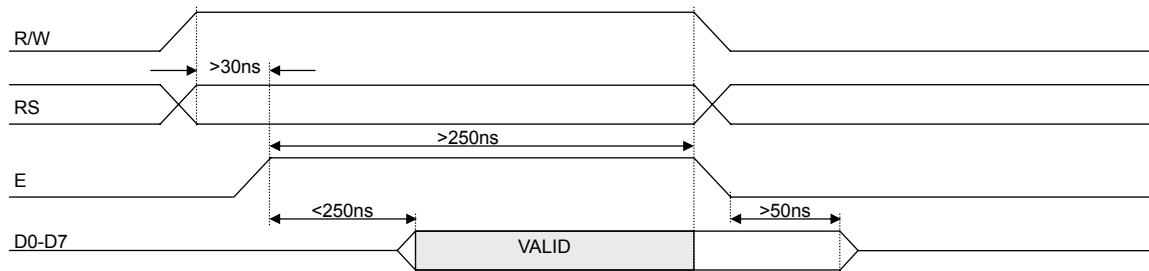 R/W
>30ns
RS
>250ns
E
<250ns
>50ns
D0-D7
VALID